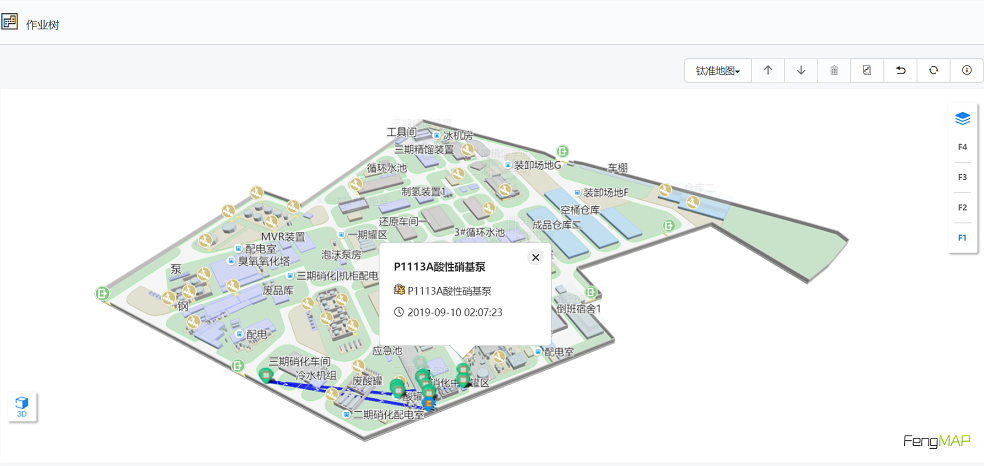 作业树
钛准地图
工具间
冰机房
三期精馏装置
装卸场地G
车棚
循环水池
制氢装置1
装卸场地F
空桶仓库
还原车间一
成品仓库二
MVR装置
一期罐区
3#循环水池
配电室
泡沫泵房
臭氧氧化塔
泵
三期硝化机柜配电
废品库
钢
P1113A酸性硝基泵
P1113A酸性硝基泵
2019-09-10 02:07:23
倒班宿舍1
配电
应急池
配电室
三期硝化车间
冷水机组
废酸罐
硝化中
罐区
酸罐
二期硝化配电室
F4
F3
F2
F1
3D
FengMAP